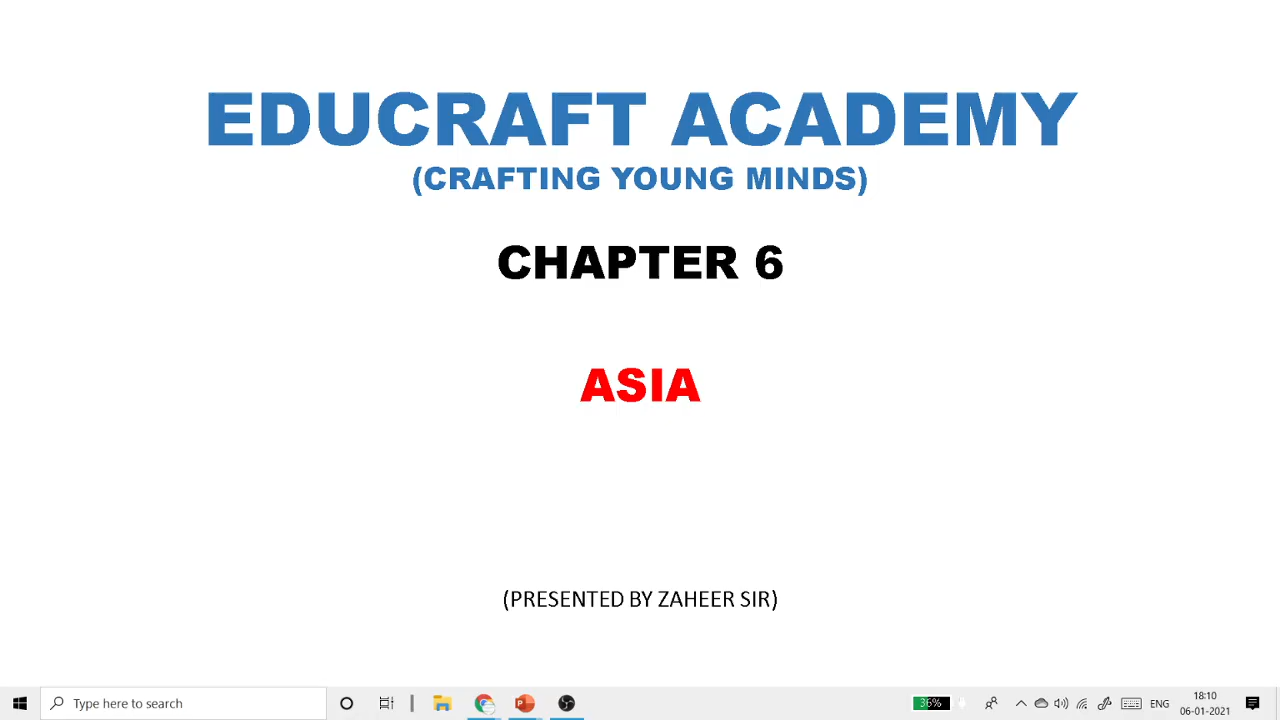 EDUCRAFT ACADEMY
(CRAFTING YOUNG MINDS)
CHAPTER 6
ASIA
(PRESENTED BY ZAHEER SIR)
Type here to search
36%
ENG
18:10
06-01-2021